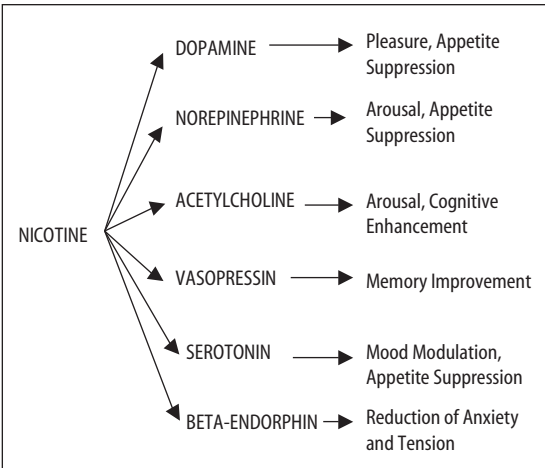 DOPAMINE
Pleasure, Appetite
Suppression
NOREPINEPHRINE
Arousal, Appetite
Suppression
ACETYLCHOLINE
Arousal, Cognitive
Enhancement
NICOTINE
VASOPRESSIN
Memory Improvement
SEROTONIN
Mood Modulation,
Appetite Suppression
BETA-ENDORPHIN
Reduction of Anxiety
and Tension